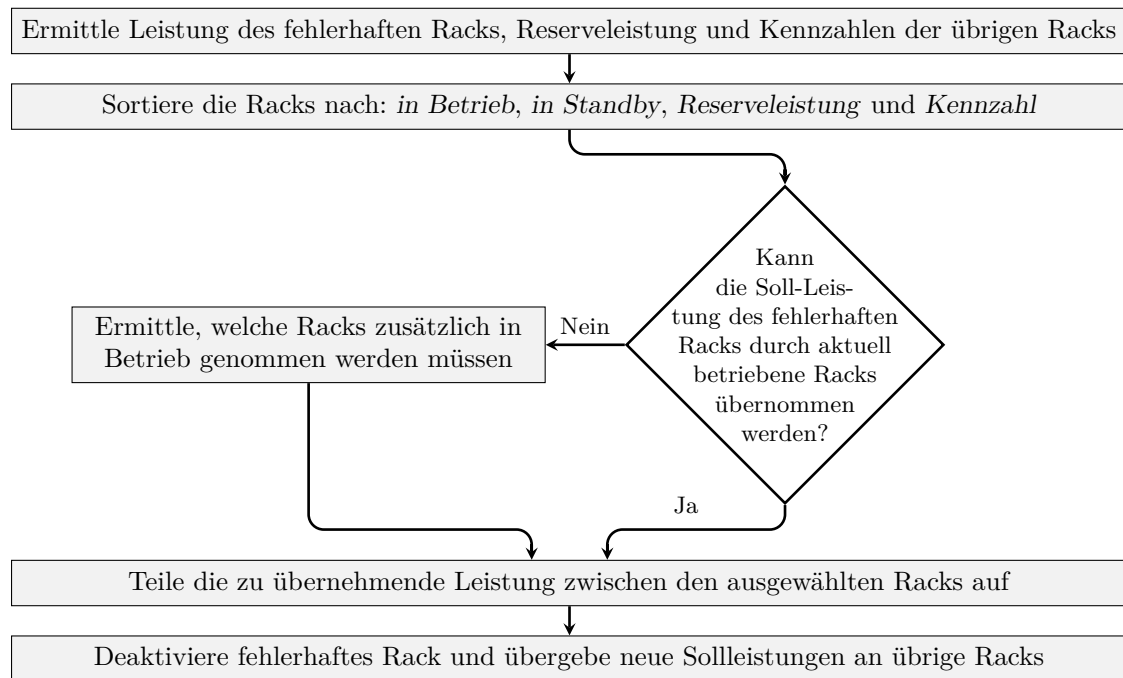 Ermittle Leistung des fehlerhaften Racks, Reserveleistung und Kennzahlen der übrigen Racks
Sortiere die Racks nach: in Betrieb, in Standby, Reserveleistung und Kennzahl
Kann
die Soll-Leis-
tung des fehlerhaften
Racks durch aktuell
betriebene Racks
übernommen
werden?
Nein
Ermittle, welche Racks zusätzlich in
Betrieb genommen werden müssen
Ja
Teile die zu übernehmende Leistung zwischen den ausgewählten Racks auf
Deaktiviere fehlerhaftes Rack und übergebe neue Sollleistungen an übrige Racks